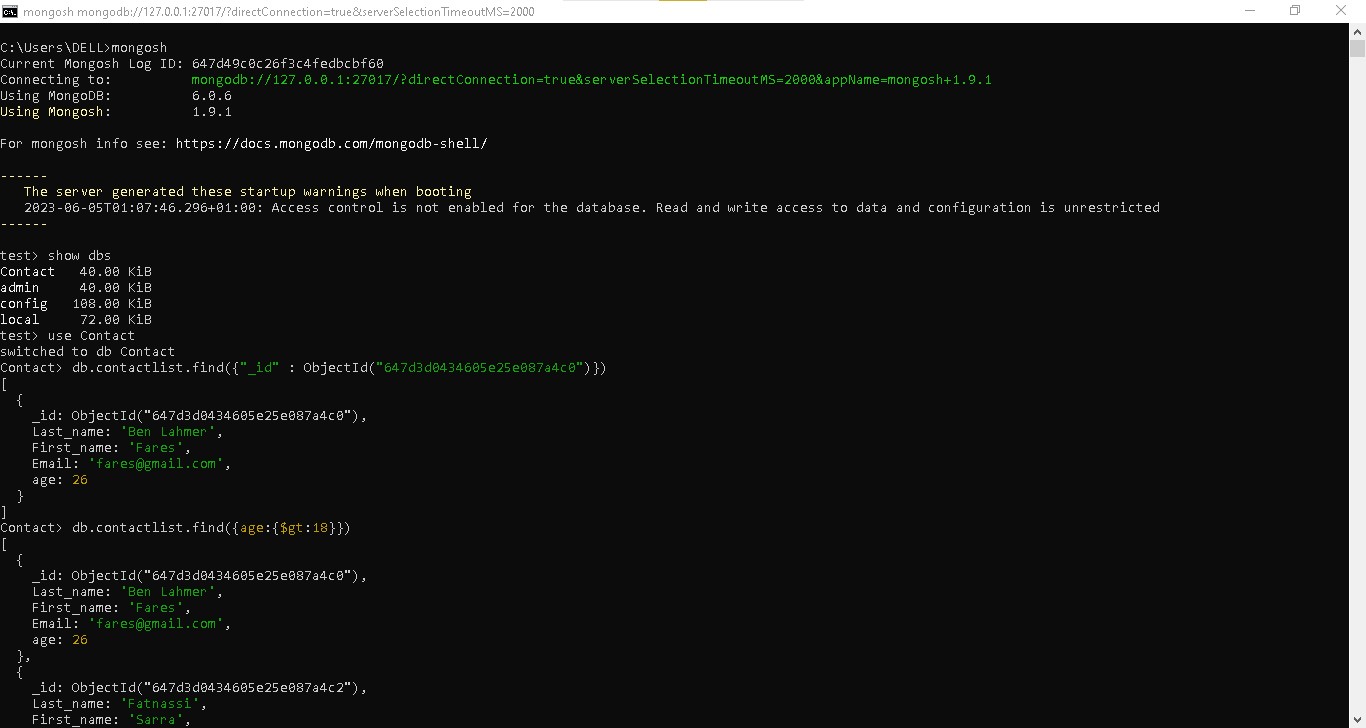 mongosh mongodb://127.0.0.1:27017/?directConnection=true&serverSelectionTimeoutMS=2000
C:\Users\DELL>mongosh
Current Mongosh Log ID: 647d49c0c26f3c4fedbcbf60
Connecting to:          mongodb://127.0.0.1:27017/?directConnection=true&serverSelectionTimeoutMS=2000&appName=mongosh+1.9.1
Using MongoDB:          6.0.6
Using Mongosh:          1.9.1
For mongosh info see: https://docs.mongodb.com/mongodb-shell/
------
   The server generated these startup warnings when booting
   2023-06-05T01:07:46.296+01:00: Access control is not enabled for the database. Read and write access to data and configuration is unrestricted
------
test> show dbs
Contact   40.00 KiB
admin     40.00 KiB
config   108.00 KiB
local     72.00 KiB
test> use Contact
switched to db Contact
Contact> db.contactlist.find({"_id" : ObjectId("647d3d0434605e25e087a4c0")})
[
  {
    _id: ObjectId("647d3d0434605e25e087a4c0"),
    Last_name: 'Ben Lahmer',
    First_name: 'Fares',
    Email: 'fares@gmail.com',
    age: 26
  }
]
Contact> db.contactlist.find({age:{$gt:18}})
[
  {
    _id: ObjectId("647d3d0434605e25e087a4c0"),
    Last_name: 'Ben Lahmer',
    First_name: 'Fares',
    Email: 'fares@gmail.com',
    age: 26
  },
  {
    _id: ObjectId("647d3d0434605e25e087a4c2"),
    Last_name: 'Fatnassi',
    First_name: 'Sarra',